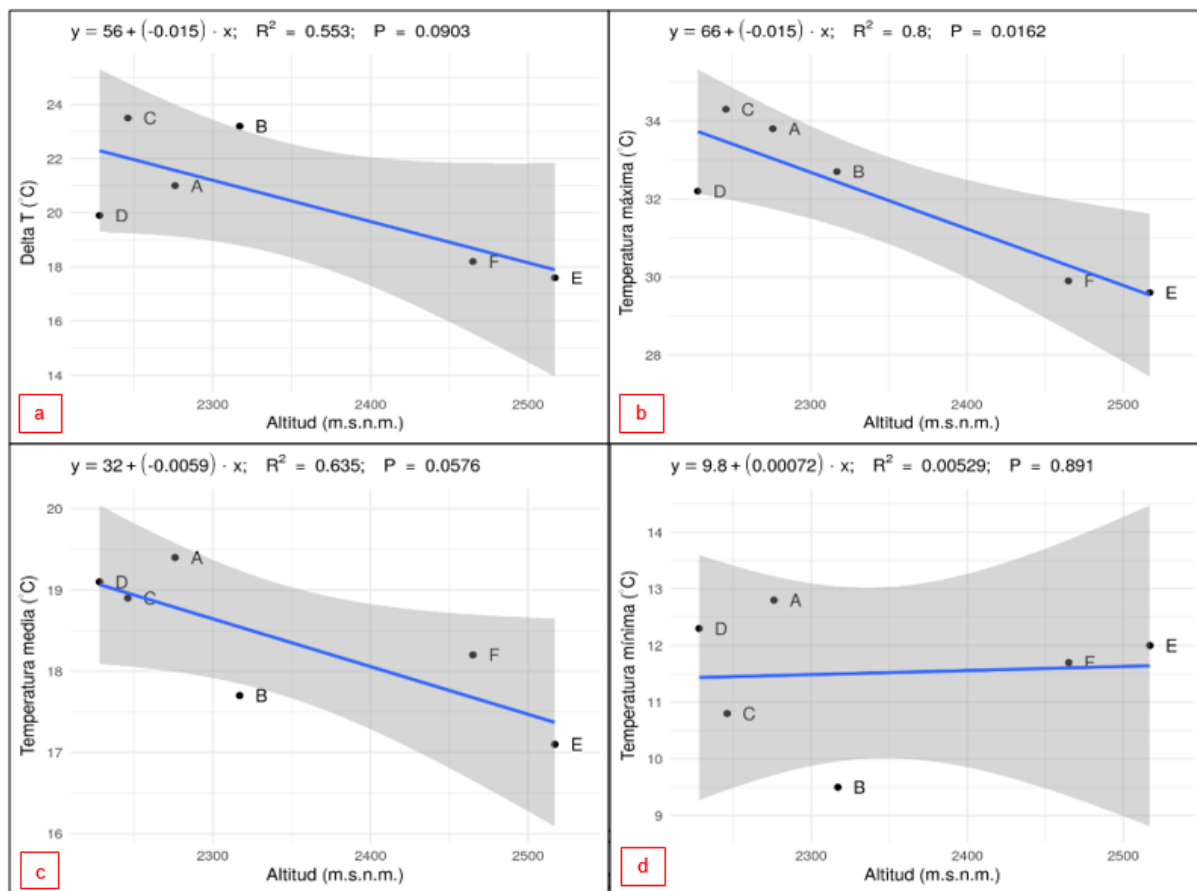 y = 56 + (-0.015) · x; R² = 0.553; P = 0.0903
Delta T (°C)
24
22
20
18
16
14
C
B
A
D
F
E
2300
2400
2500
Altitud (m.s.n.m.)
a
y = 66 + (-0.015) · x; R² = 0.8; P = 0.0162
Temperatura máxima (°C)
34
32
30
28
C
A
B
D
F
E
2300
2400
2500
Altitud (m.s.n.m.)
b
y = 32 + (-0.0059) · x; R² = 0.635; P = 0.0576
Temperatura media (°C)
20
19
18
17
16
A
D
C
F
B
E
2300
2400
2500
Altitud (m.s.n.m.)
c
y = 9.8 + (0.00072) · x; R² = 0.00529; P = 0.891
Temperatura mínima (°C)
14
13
12
11
10
9
A
D
E
F
C
B
2300
2400
2500
Altitud (m.s.n.m.)
d